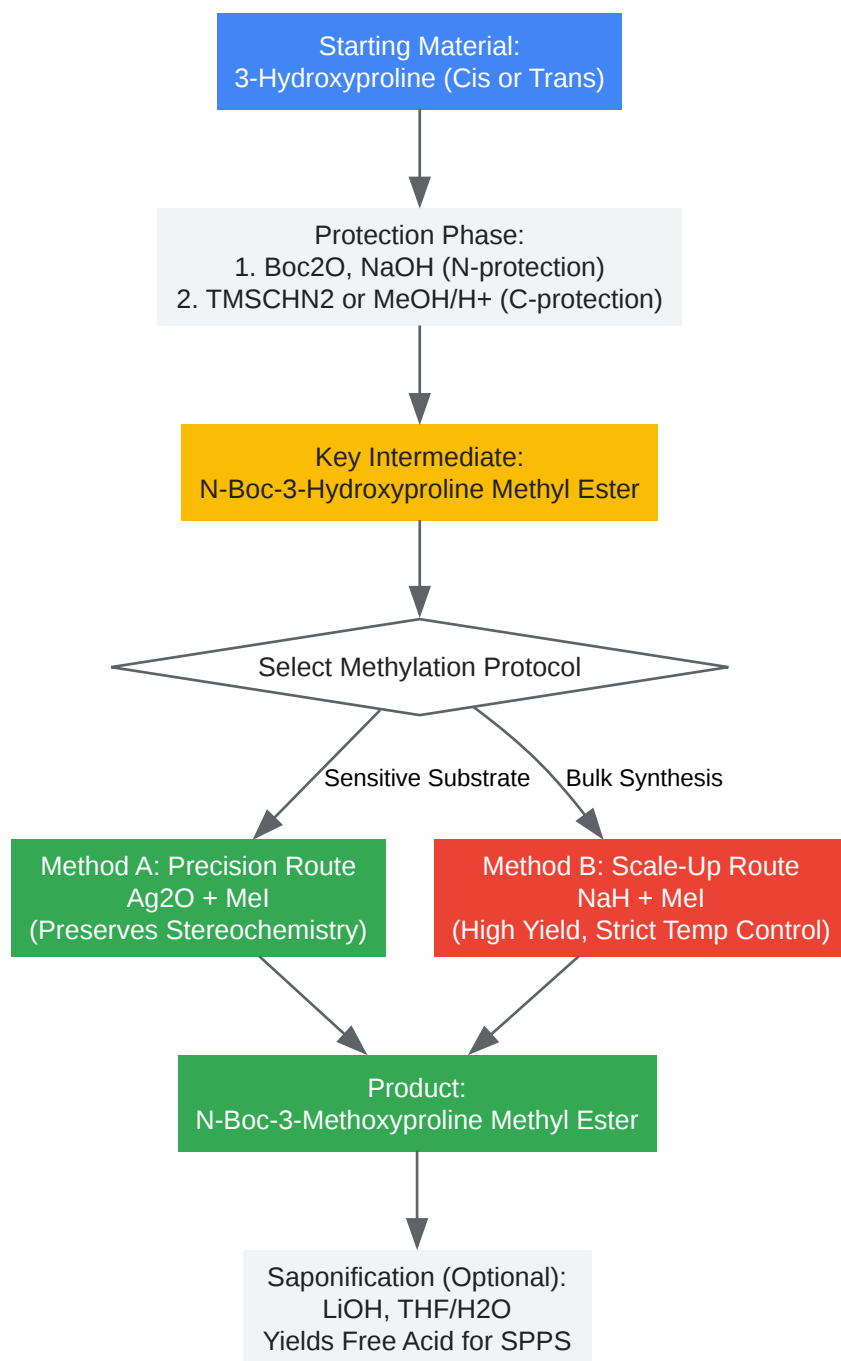 Starting Material:
3-Hydroxyproline (Cis or Trans)
Protection Phase:
1. Boc2O, NaOH (N-protection)
2. TMSCHN2 or MeOH/H+ (C-protection)
Key Intermediate:
N-Boc-3-Hydroxyproline Methyl Ester
Select Methylation Protocol
Sensitive Substrate
Bulk Synthesis
Method A: Precision Route
Ag2O + MeI
(Preserves Stereochemistry)
Method B: Scale-Up Route
NaH + MeI
(High Yield, Strict Temp Control)
Product:
N-Boc-3-Methoxyproline Methyl Ester
Saponification (Optional):
LiOH, THF/H2O
Yields Free Acid for SPPS